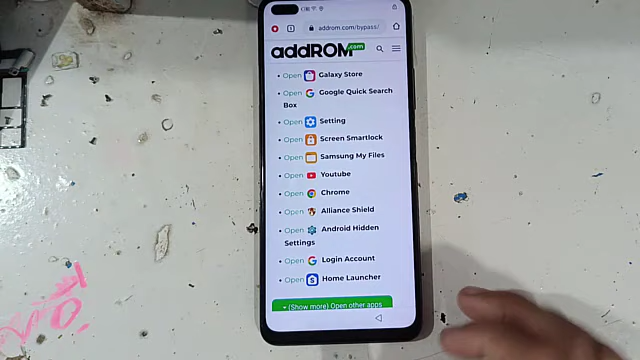 addrom.com/bypass/
addROM.com
• Open Galaxy Store
• Open Google Quick Search
Box
• Open Setting
• Open Screen Smartlock
• Open Samsung My Files
• Open Youtube
• Open Chrome
• Open Alliance Shield
• Open Android Hidden
Settings
• Open Login Account
• Open Home Launcher
(Show more) Open other apps